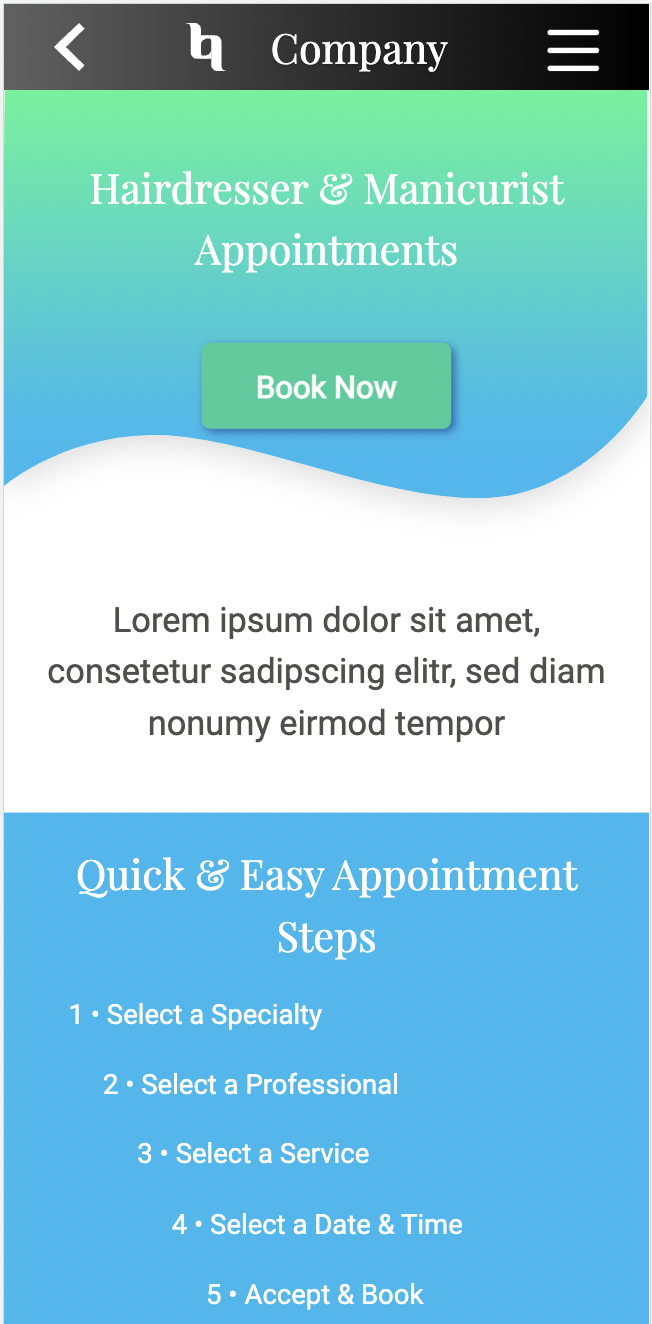 Company
Hairdresser & Manicurist
Appointments
Book Now
Lorem ipsum dolor sit amet,
consetetur sadipscing elitr, sed diam
nonumy eirmod tempor
Quick & Easy Appointment
Steps
1 • Select a Specialty
2 • Select a Professional
3 • Select a Service
4 • Select a Date & Time
5 • Accept & Book